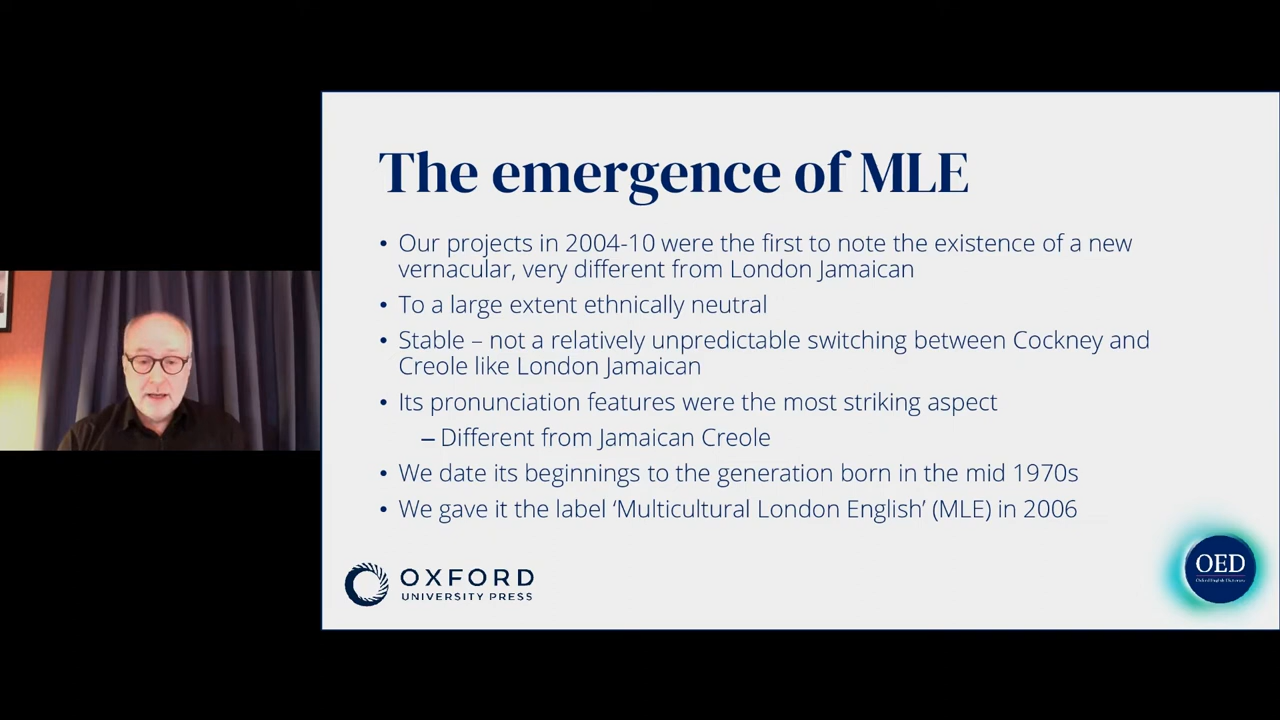 The emergence of MLE
• Our projects in 2004-10 were the first to note the existence of a new
vernacular, very different from London Jamaican
• To a large extent ethnically neutral
• Stable – not a relatively unpredictable switching between Cockney and
Creole like London Jamaican
• Its pronunciation features were the most striking aspect
– Different from Jamaican Creole
• We date its beginnings to the generation born in the mid 1970s
• We gave it the label ‘Multicultural London English’ (MLE) in 2006
OXFORD
UNIVERSITY PRESS
OED
Oxford English Dictionary